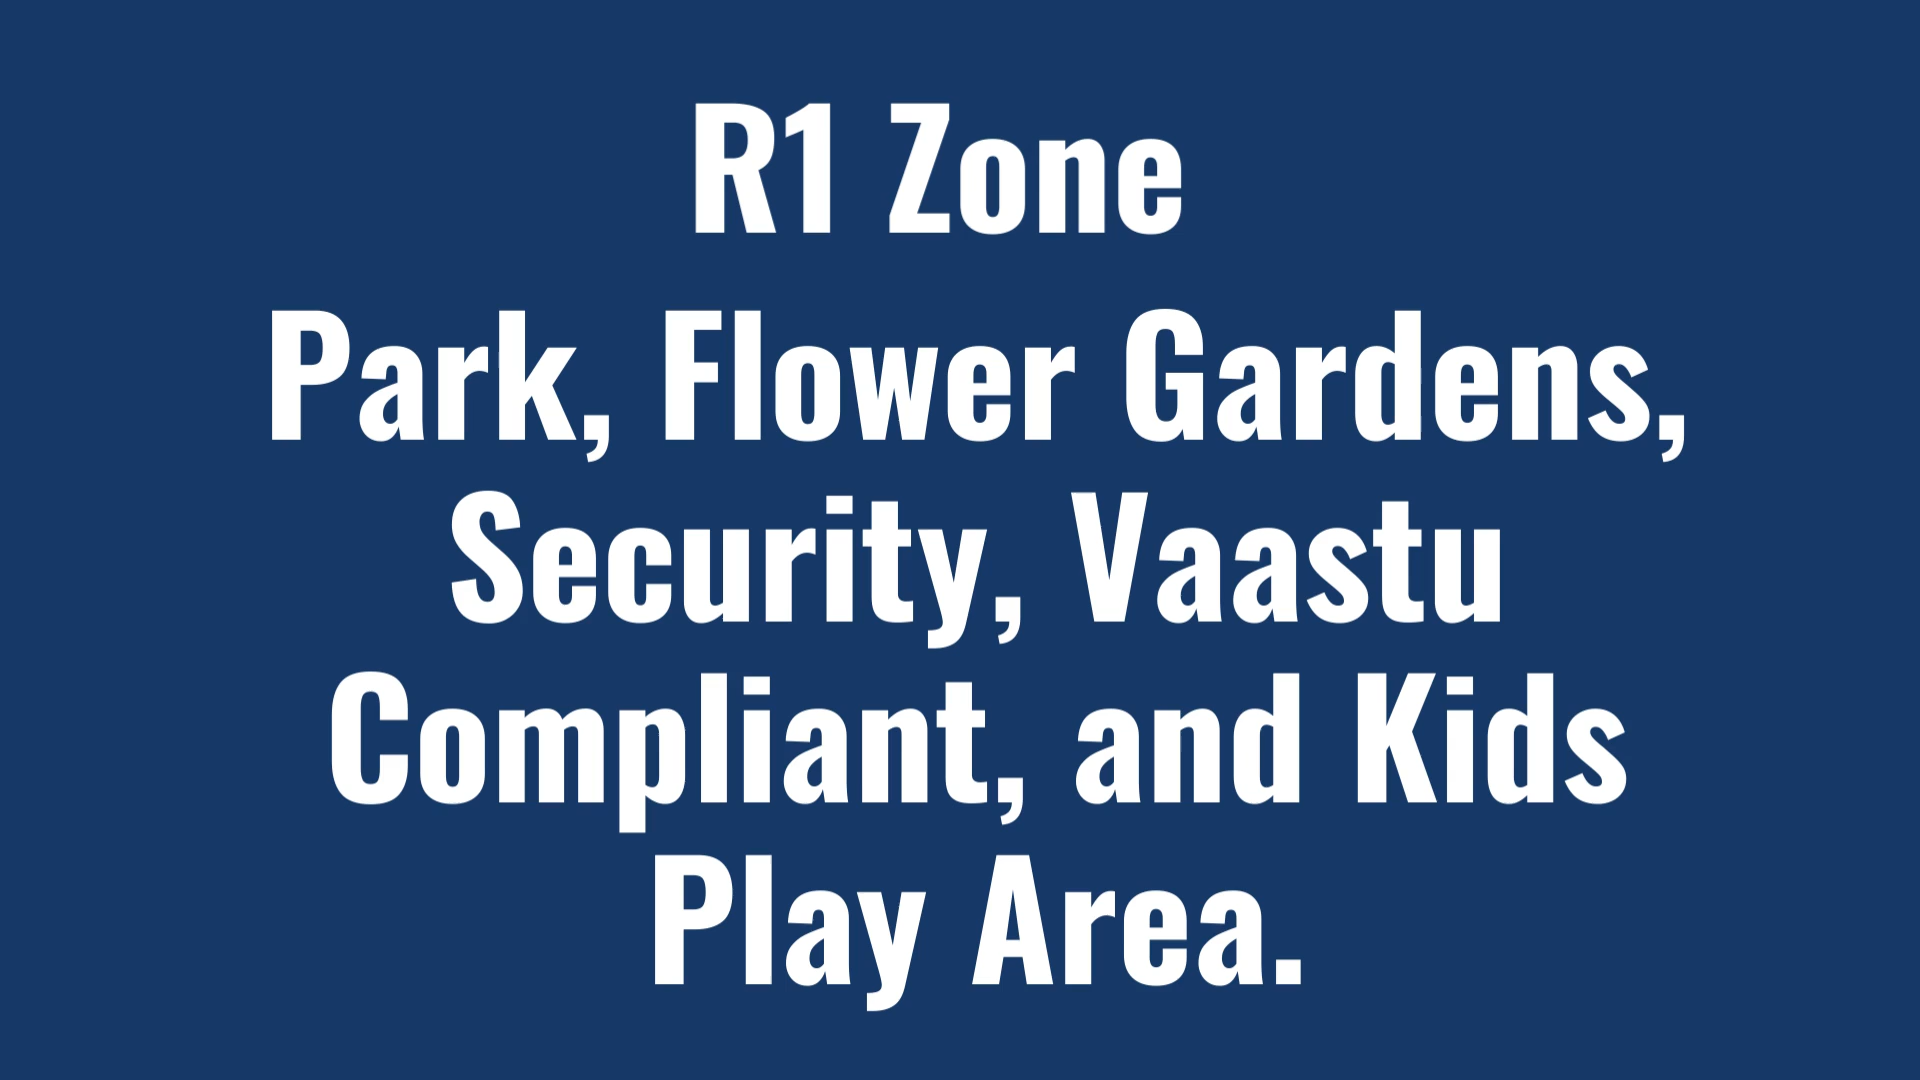 R1 Zone
Park, Flower Gardens,
Security, Vaastu
Compliant, and Kids
Play Area.